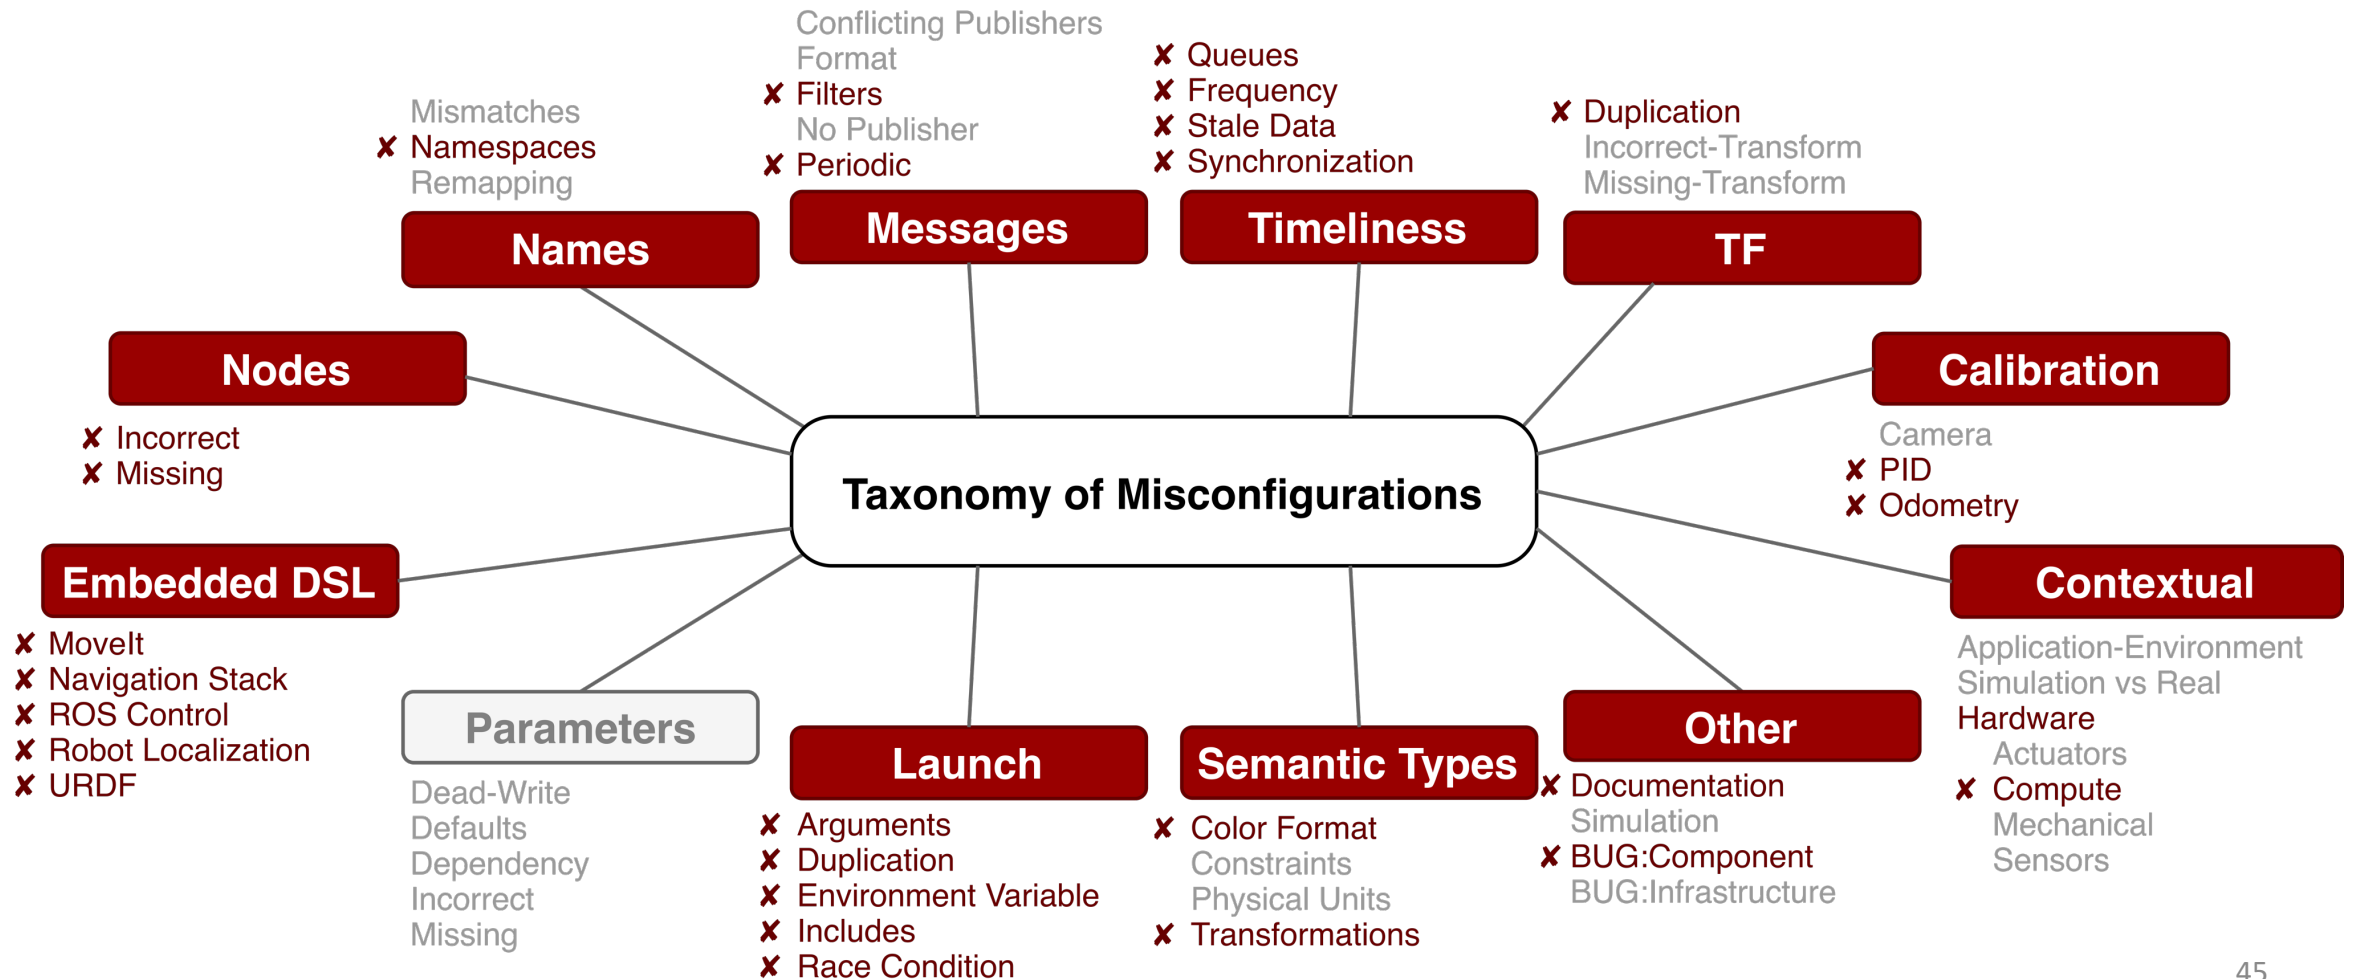 Mismatches
✘ Namespaces
Remapping
Names
Conflicting Publishers
Format
✘ Filters
No Publisher
✘ Periodic
Messages
✘ Queues
✘ Frequency
✘ Stale Data
✘ Synchronization
Timeliness
✘ Duplication
Incorrect-Transform
Missing-Transform
TF
Nodes
✘ Incorrect
✘ Missing
Calibration
Camera
✘ PID
✘ Odometry
Taxonomy of Misconfigurations
Embedded DSL
✘ MoveIt
✘ Navigation Stack
✘ ROS Control
✘ Robot Localization
✘ URDF
Contextual
Application-Environment
Simulation vs Real
Hardware
Actuators
✘ Compute
Mechanical
Sensors
Parameters
Dead-Write
Defaults
Dependency
Incorrect
Missing
Launch
✘ Arguments
✘ Duplication
✘ Environment Variable
✘ Includes
✘ Race Condition
Semantic Types
✘ Color Format
Constraints
Physical Units
✘ Transformations
Other
✘ Documentation
Simulation
✘ BUG:Component
BUG:Infrastructure
45